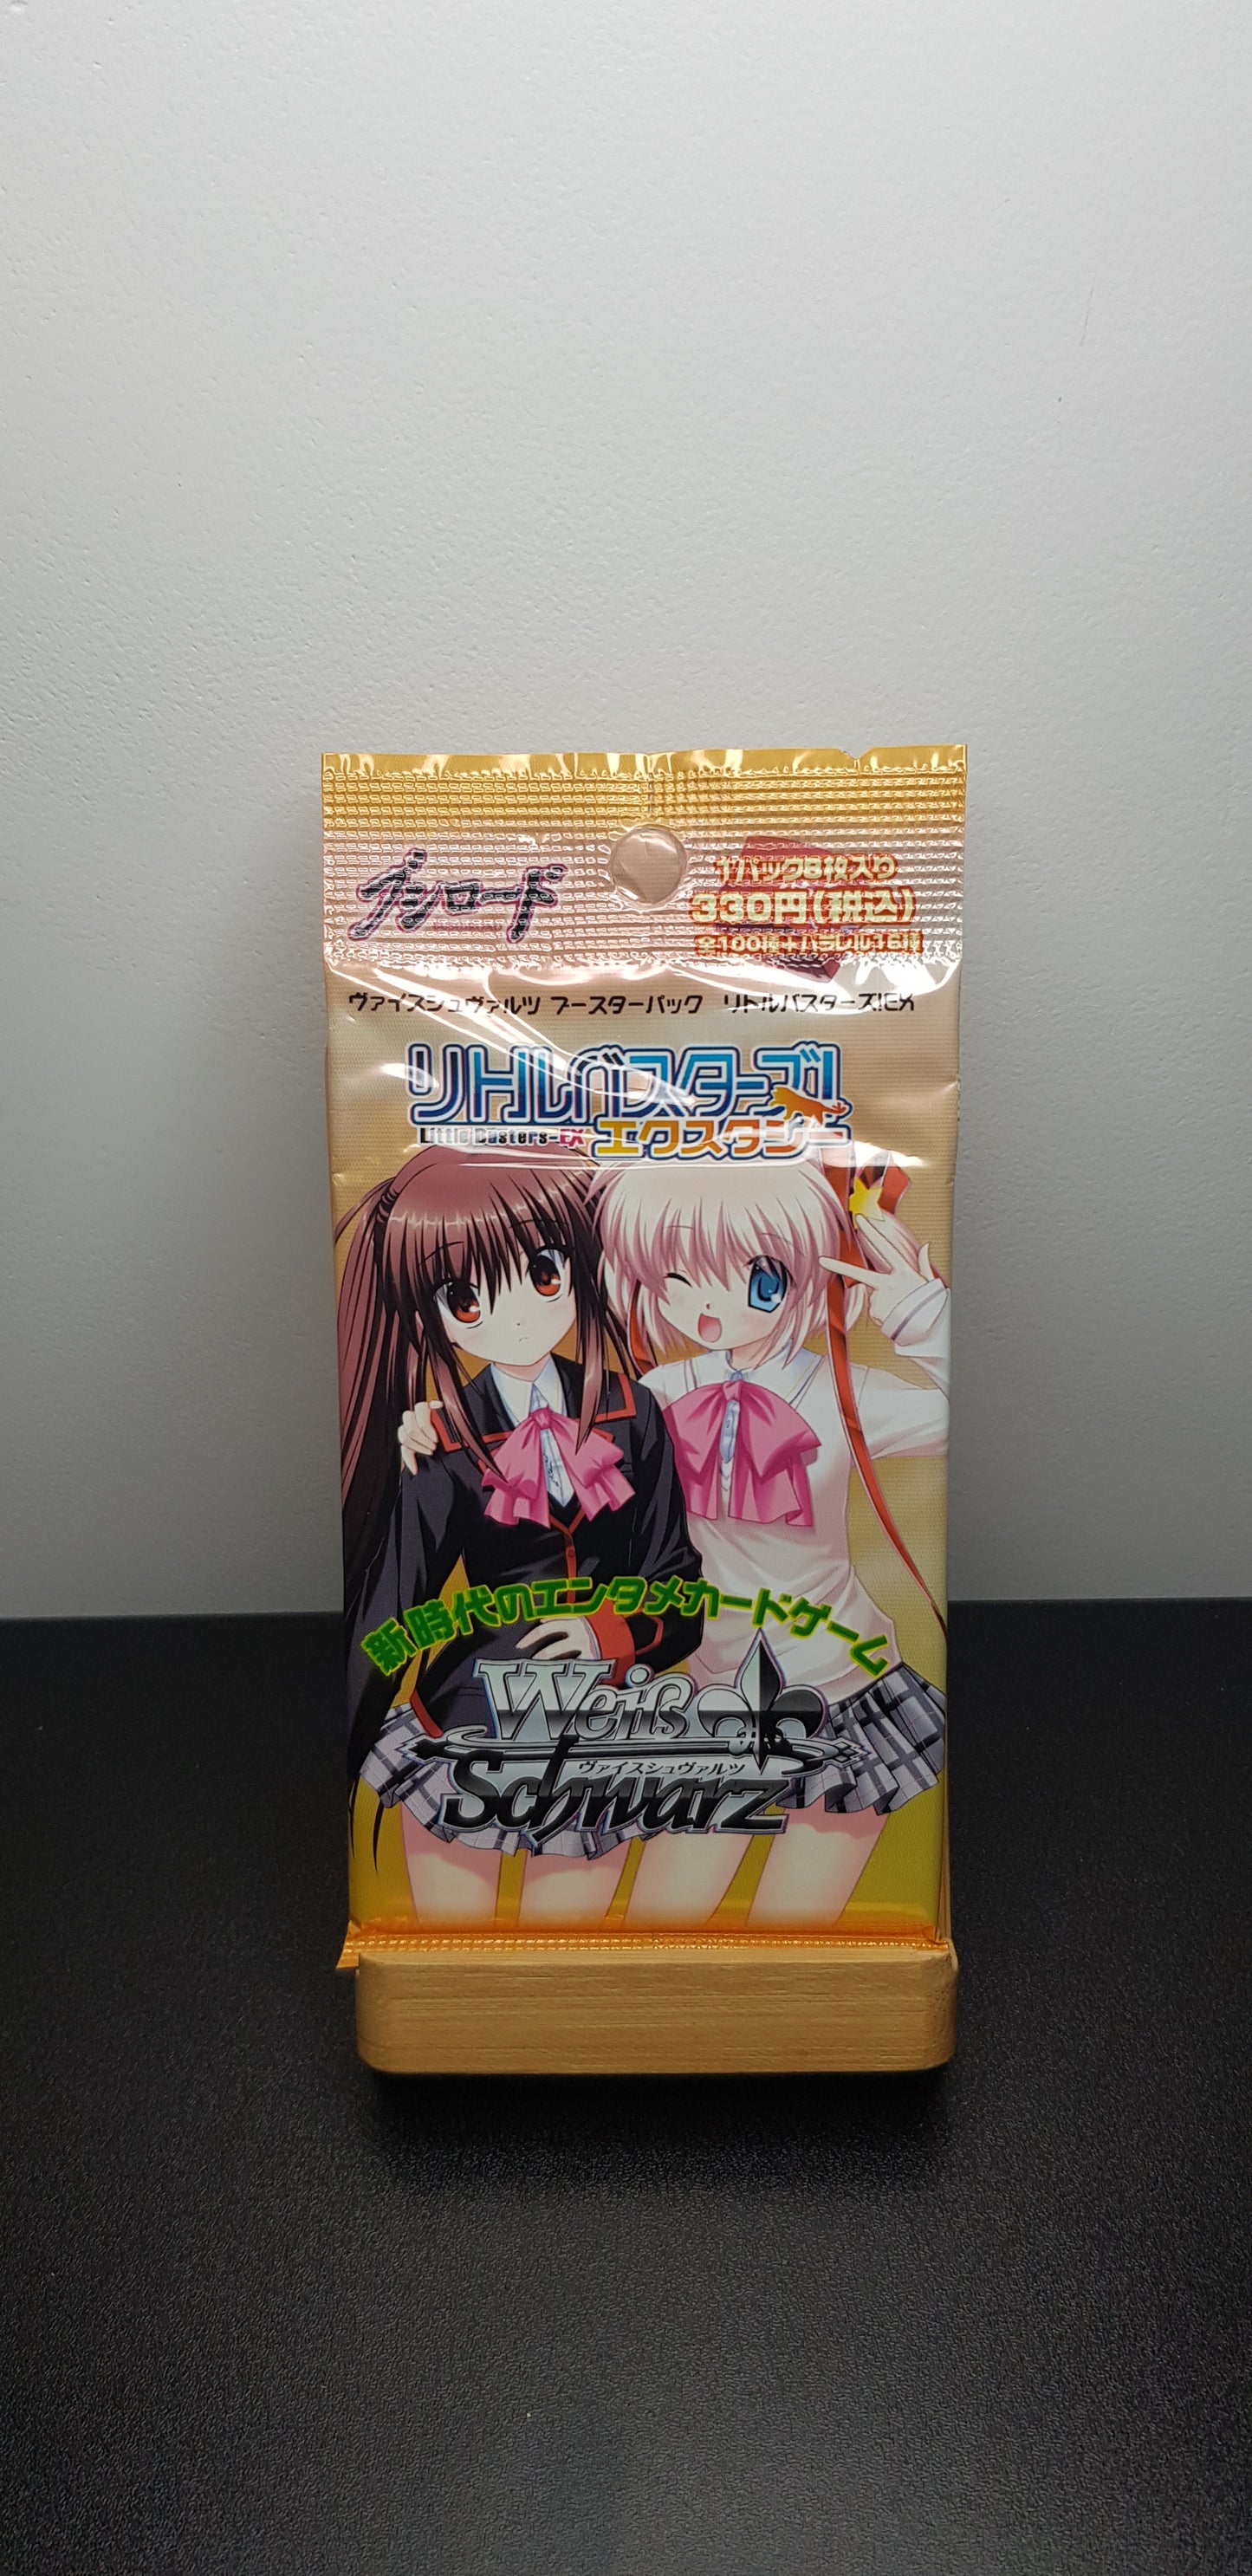 ブシロード
1パック8枚入り
330円(税込)
全100種+パラレル16種
ヴァイスシュヴァルツ ブースターパック リトルバスターズ!EX
リトルバスターズ!
Little Busters-EX エクスタシー
新時代のエンタメカードゲーム
Weiß
ヴァイスシュヴァルツ
Schwarz